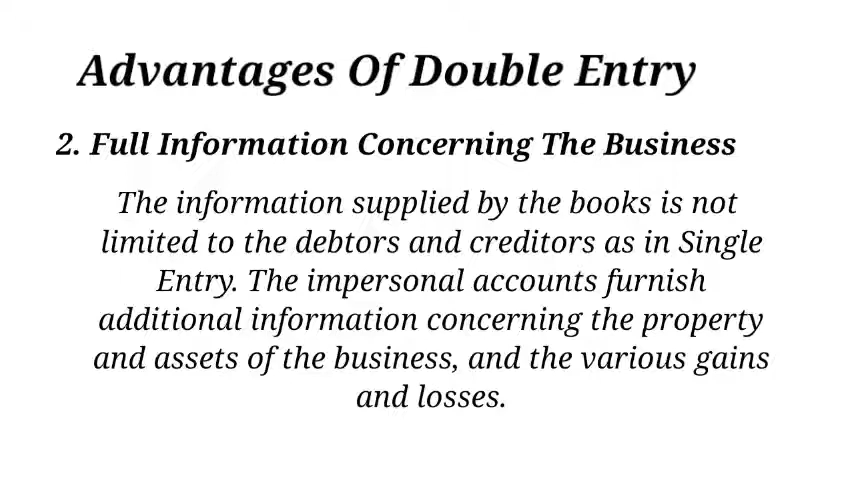 Advantages Of Double Entry
2. Full Information Concerning The Business
The information supplied by the books is not
limited to the debtors and creditors as in Single
Entry. The impersonal accounts furnish
additional information concerning the property
and assets of the business, and the various gains
and losses.